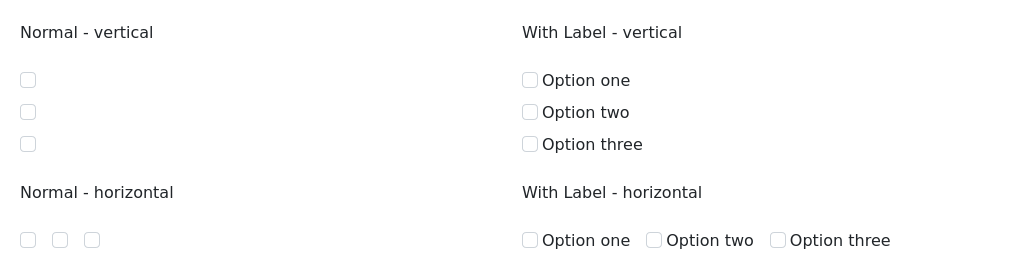 Normal - vertical
With Label - vertical
Option one
Option two
Option three
Normal - horizontal
With Label - horizontal
Option one Option two Option three